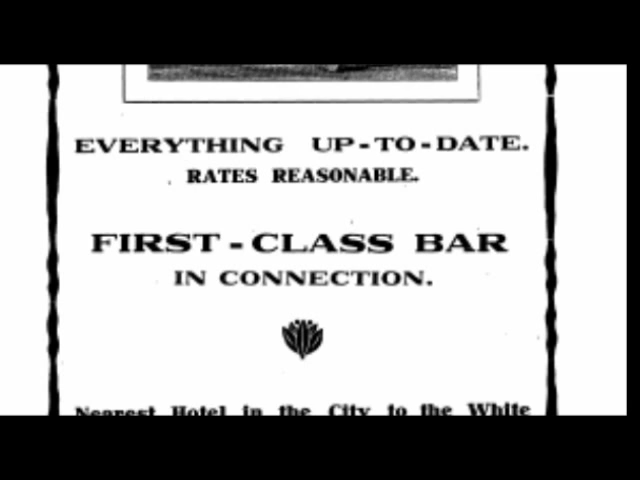 EVERYTHING UP-TO-DATE.
RATES REASONABLE.
FIRST-CLASS BAR
IN CONNECTION.
Nearest Hotel in the City to the White